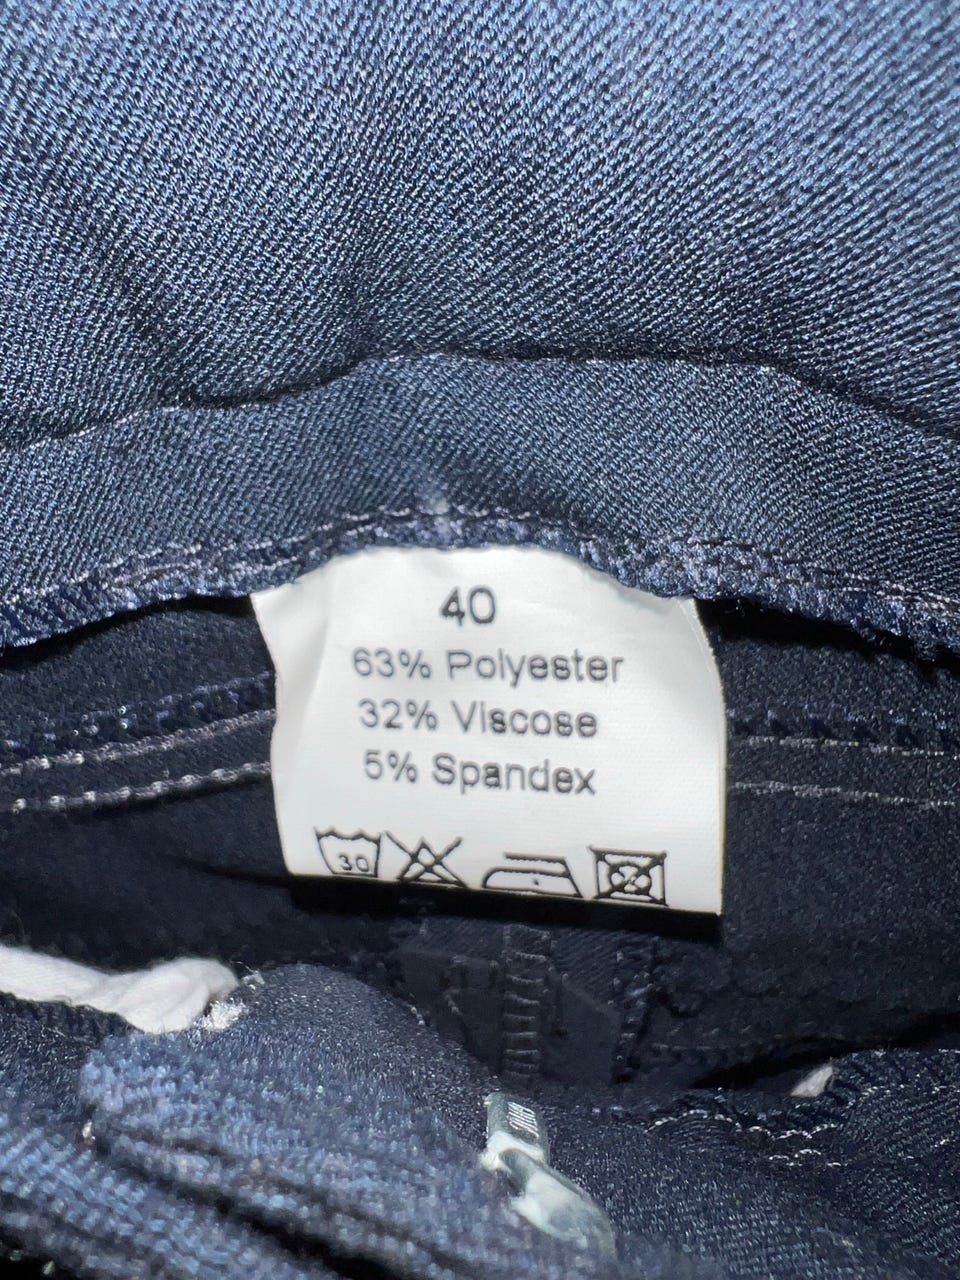 40
63% Polyester
32% Viscose
5% Spandex
30